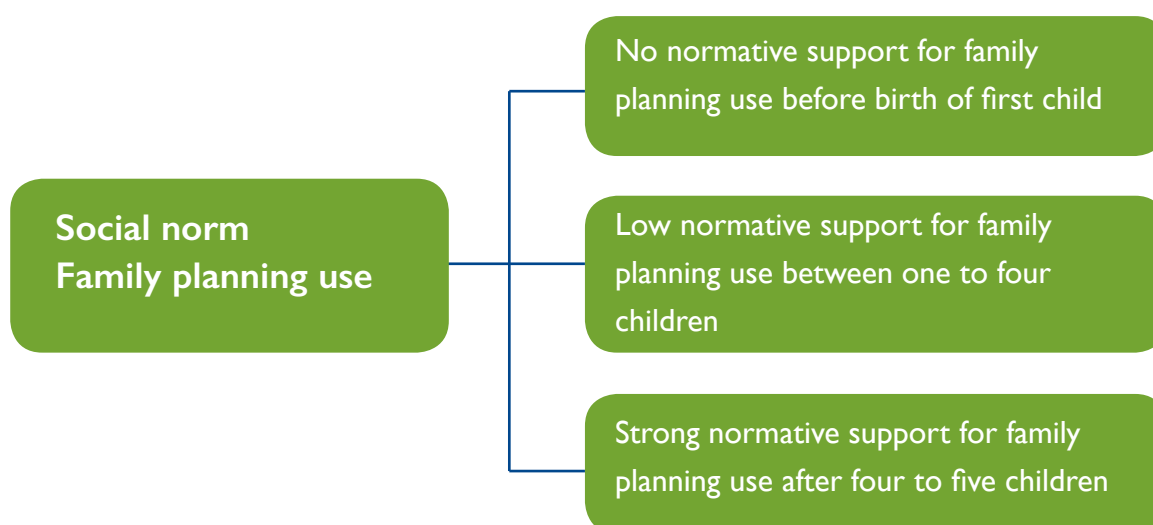 Social norm
Family planning use
No normative support for family
planning use before birth of first child
Low normative support for family
planning use between one to four
children
Strong normative support for family
planning use after four to five children